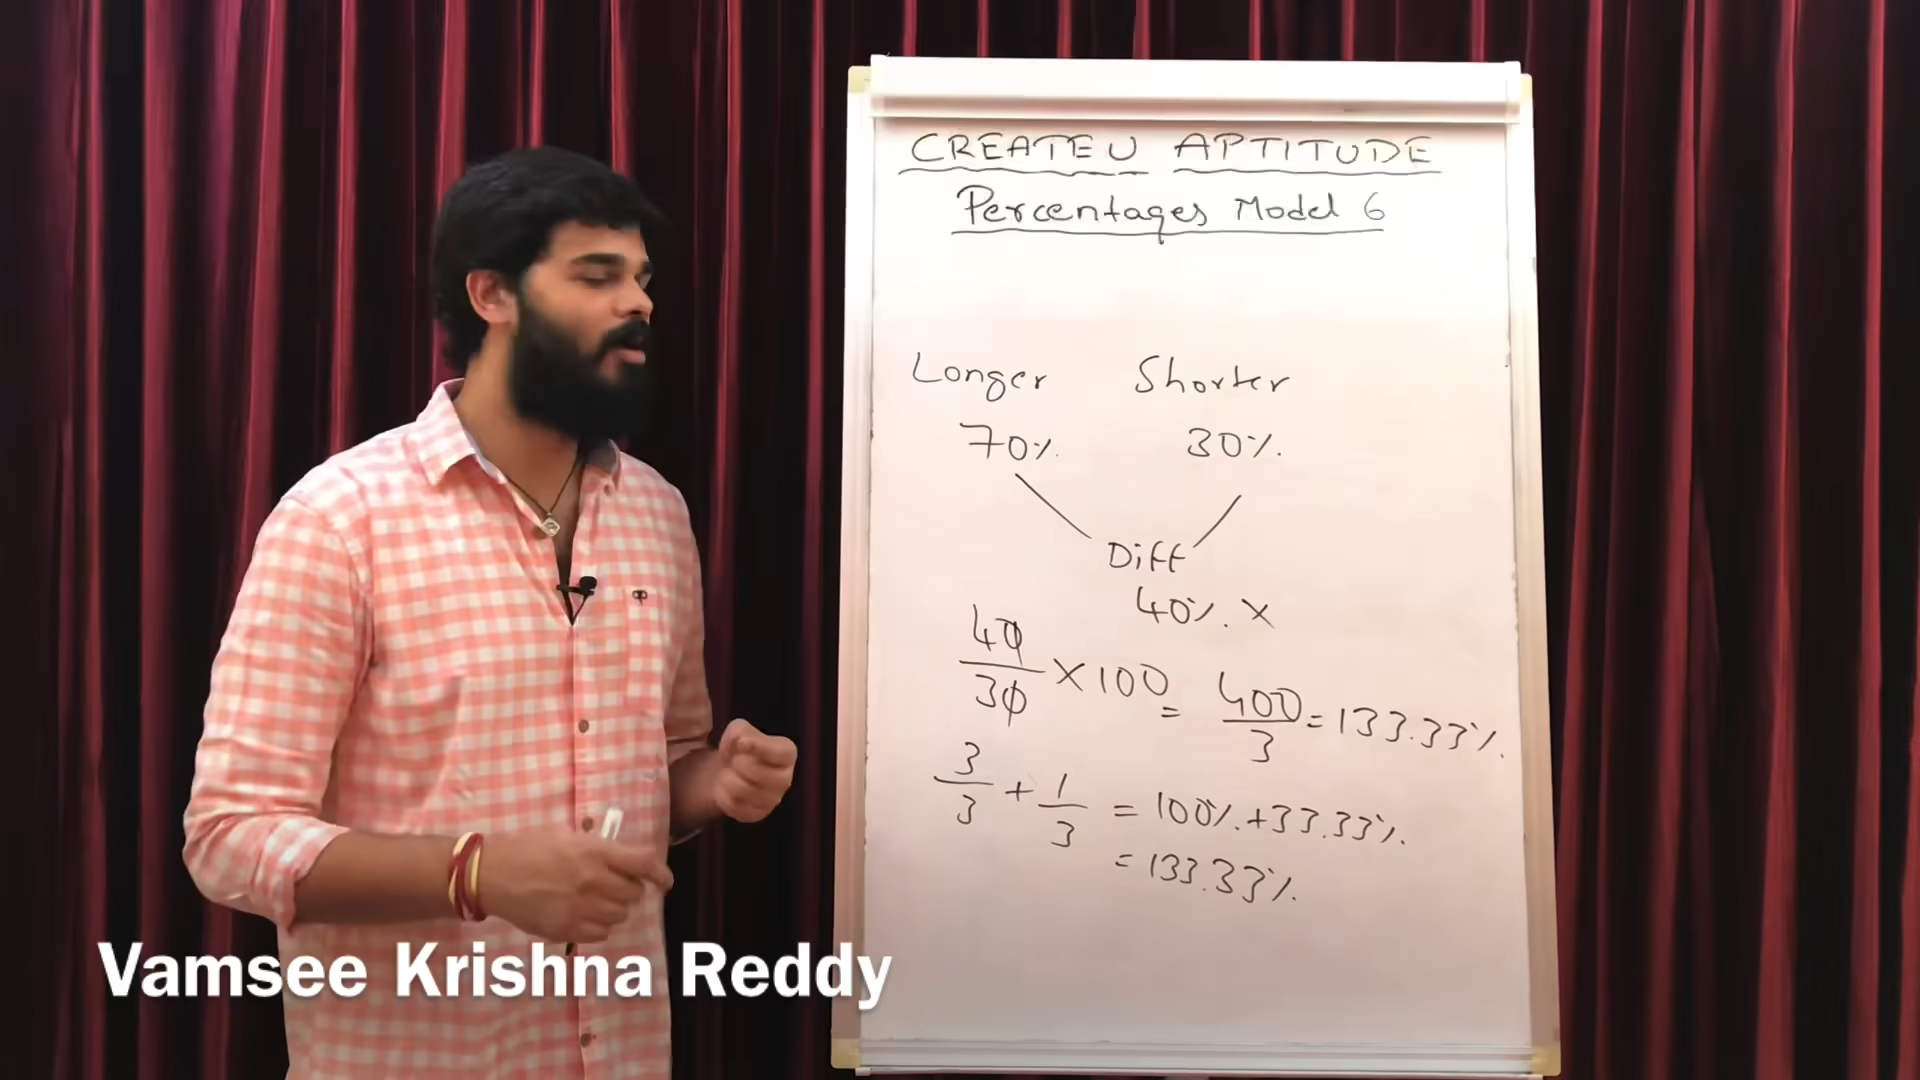 CREATE U APTITUDE
Percentages Model 6
Longer Shorter
70% 30%
Diff
40% X
40/30 X 100 = 400/3 = 133.33%
3/3 + 1/3 = 100% + 33.33%
= 133.33%
Vamsee Krishna Reddy